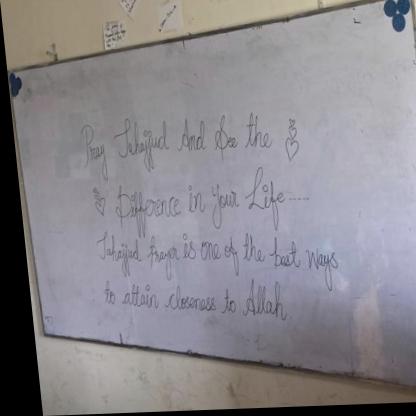 Pray Tahajjud And See the
Difference in Your Life.....
Tahajjud Prayer is one of the best ways
to attain closeness to Allah.